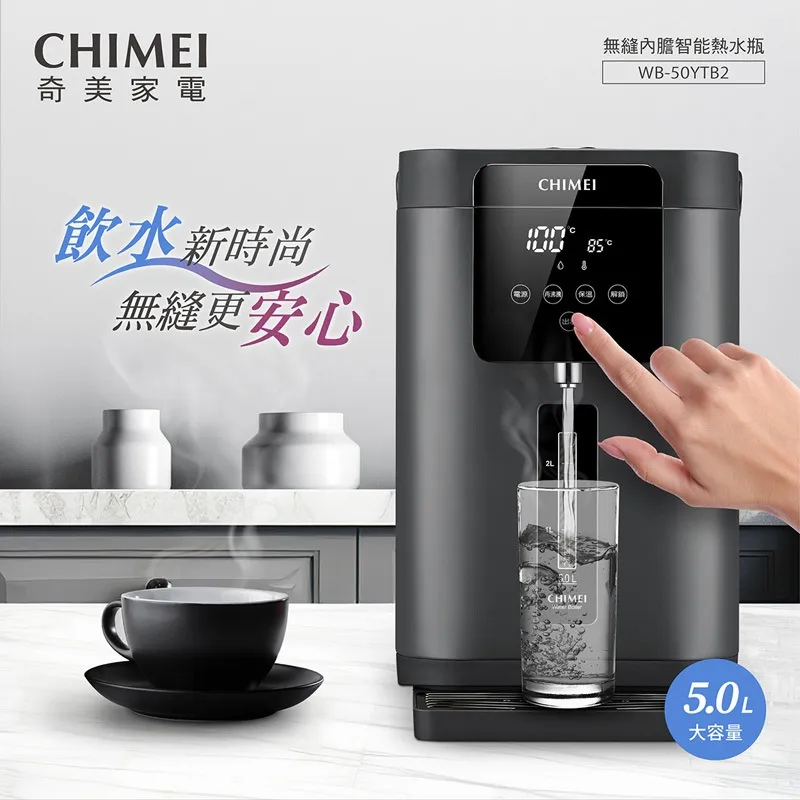 CHIMEI
奇美家電
無縫內膽智能熱水瓶
WB-50YTB2
飲水新時尚
無縫更安心
CHIMEI
100°C
85°C
電源
再沸騰
保溫
解鎖
出
2L
1L
CHIMEI
Water Boiler
5.0L
大容量